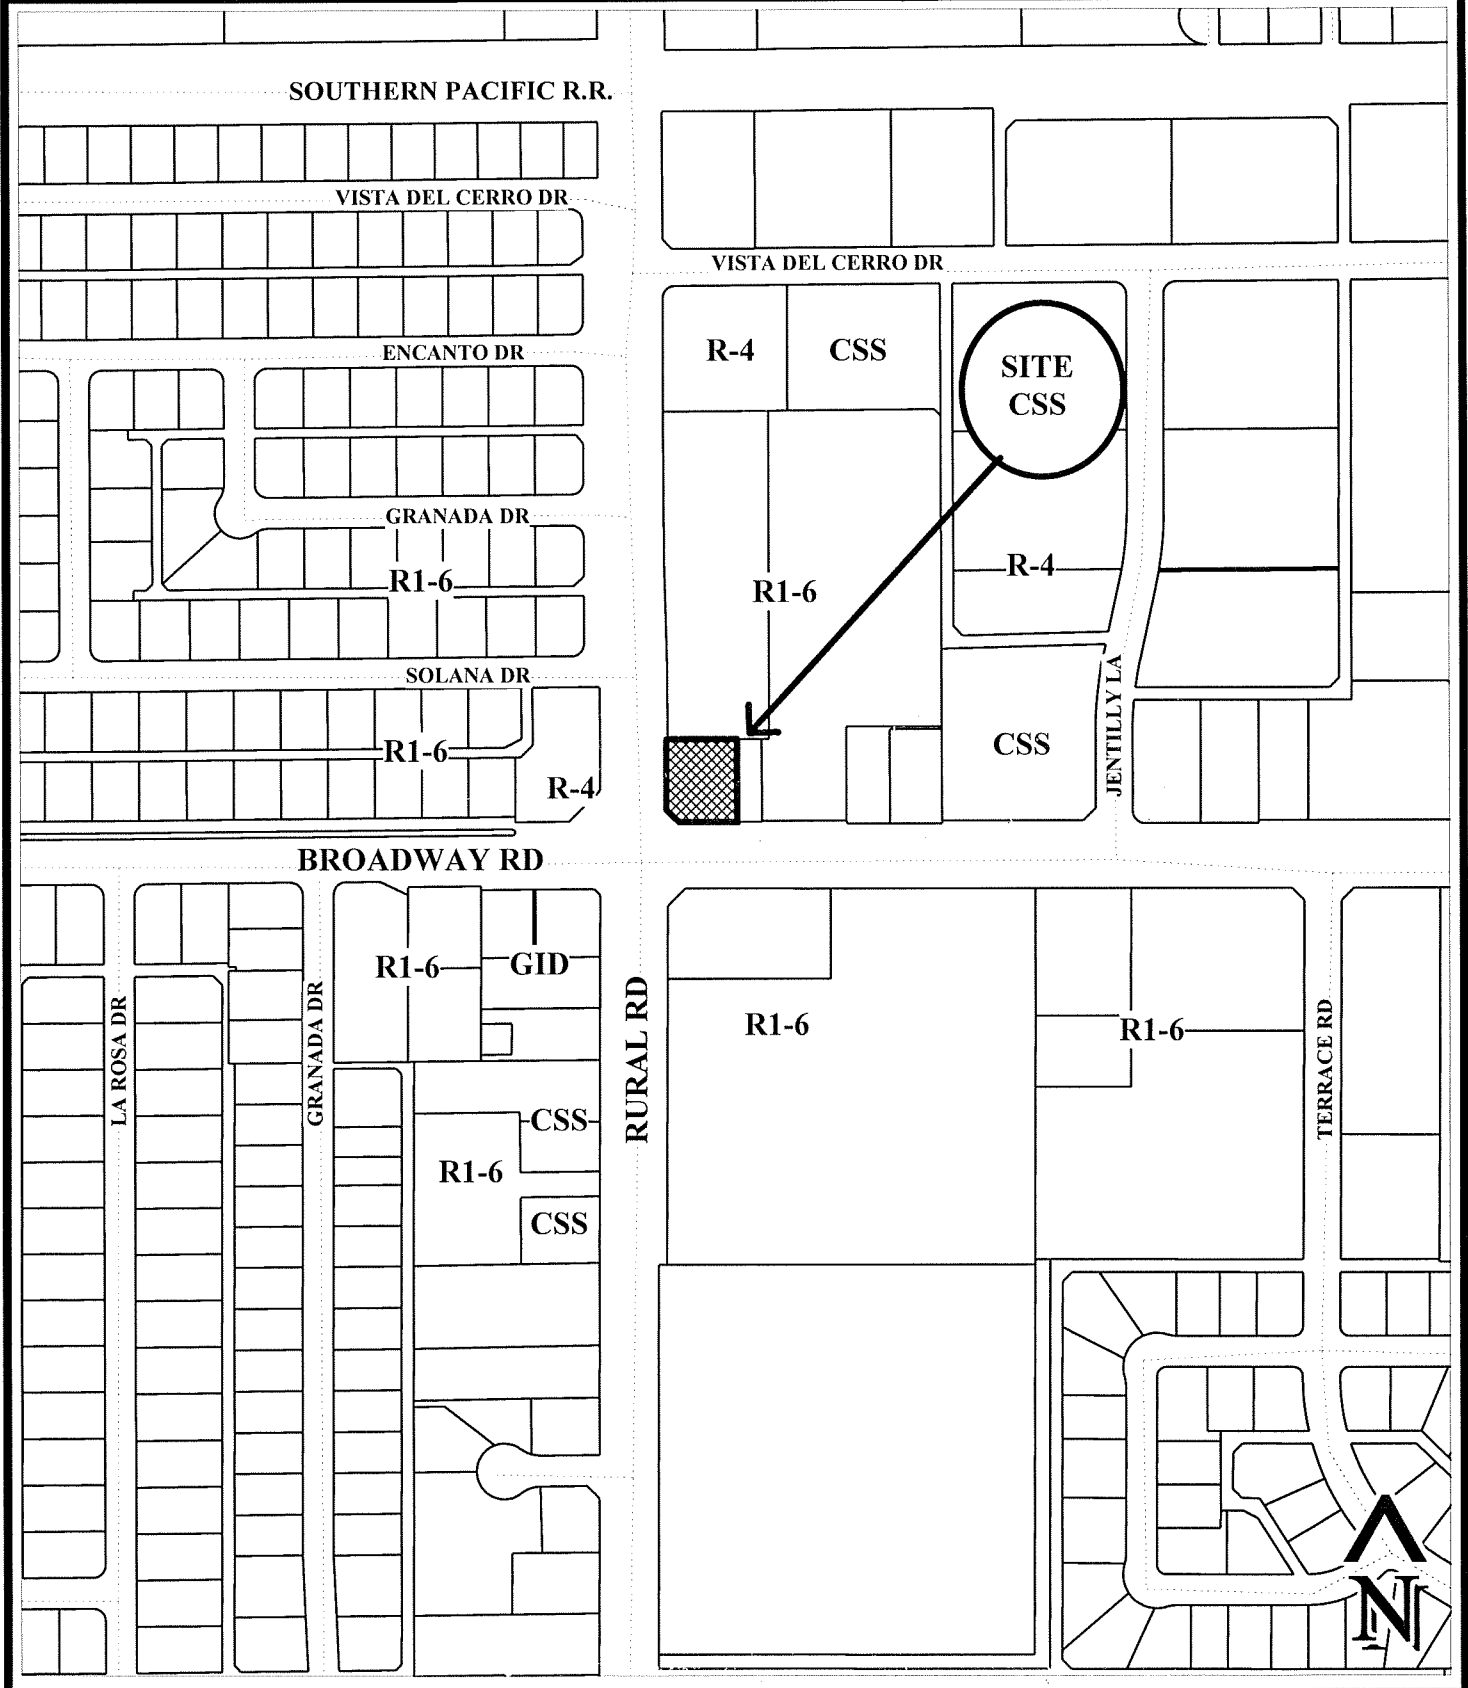 SOUTHERN PACIFIC R.R.
VISTA DEL CERRO DR
VISTA DEL CERRO DR
ENCANTO DR
R-4
CSS
SITE
CSS
GRANADA DR
R1-6
R1-6
R-4
SOLANA DR
R1-6
R-4
CSS
JENTILLY LA
BROADWAY RD
R1-6
GID
LA ROSA DR
GRANADA DR
RURAL RD
R1-6
R1-6
TERRACE RD
CSS
R1-6
CSS
N